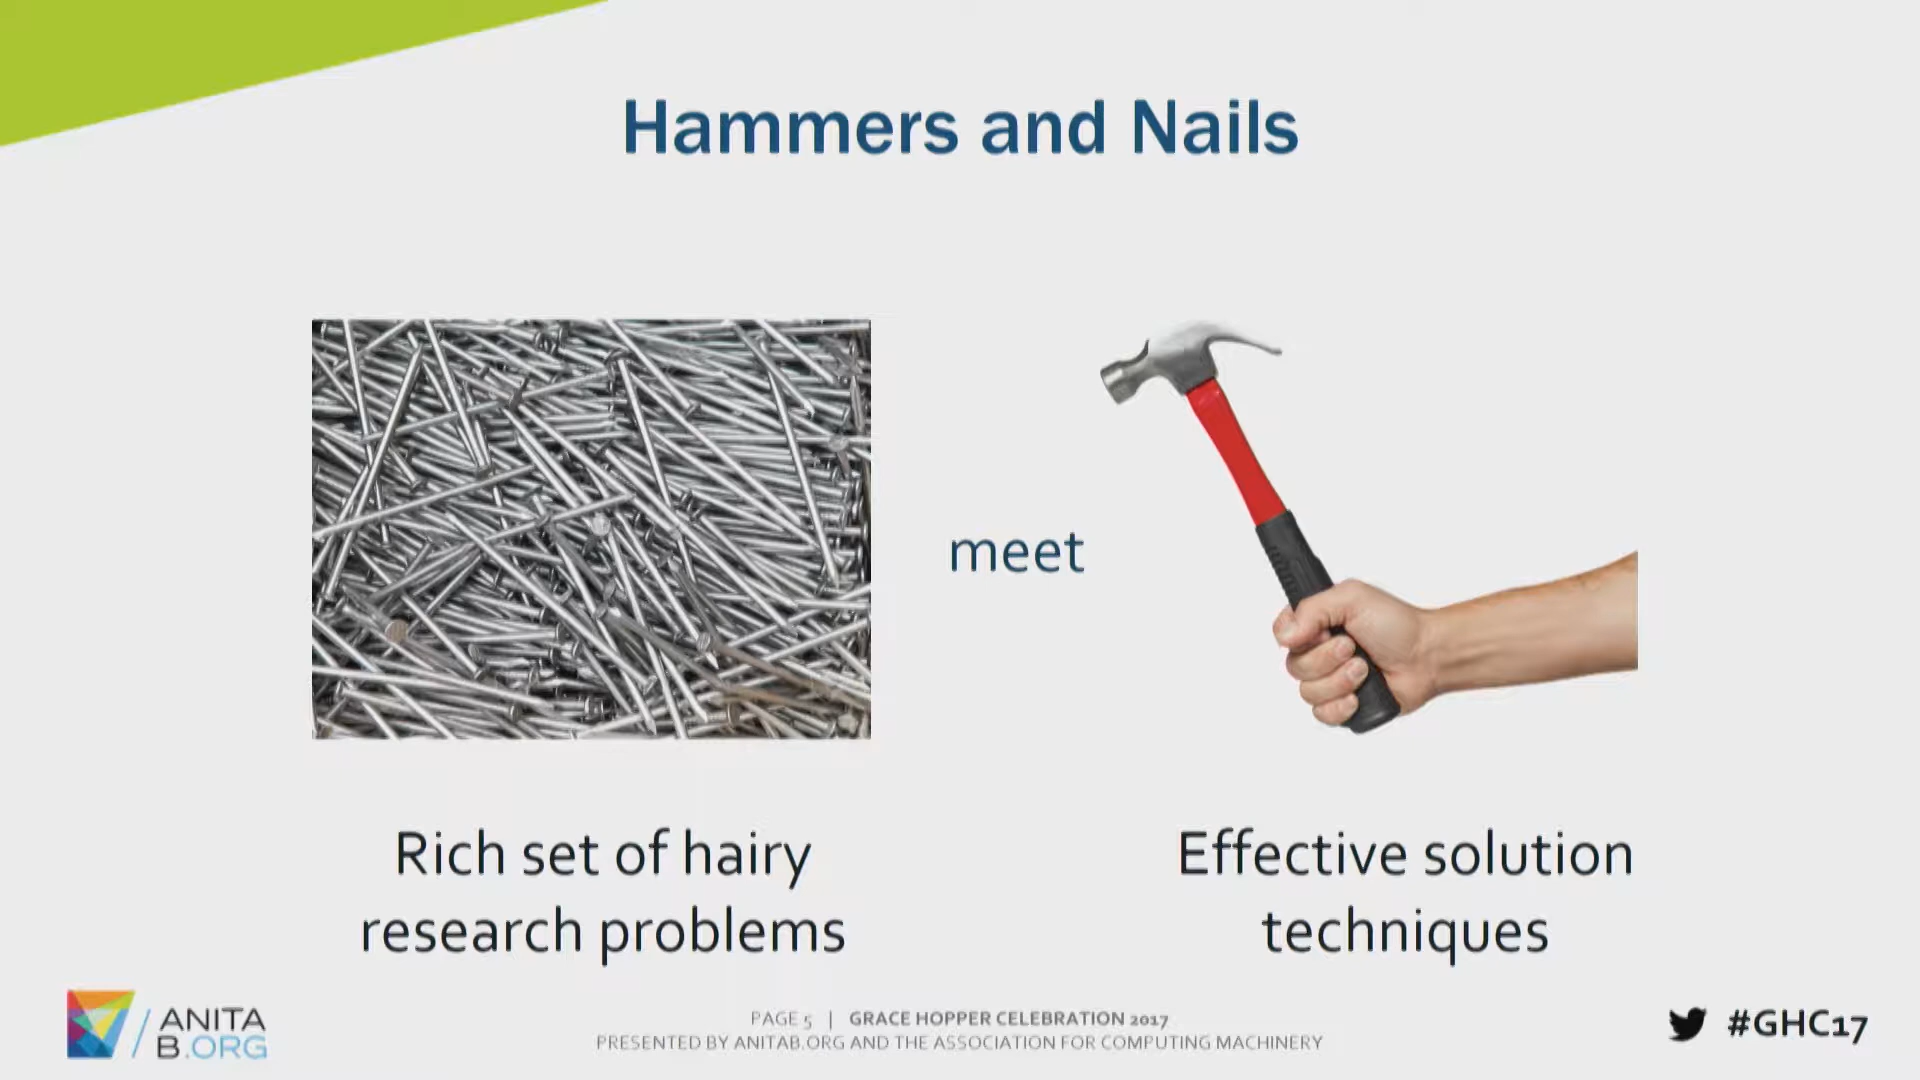 Hammers and Nails
meet
Rich set of hairy
research problems
Effective solution
techniques
ANITA
B.ORG
PAGE 5 | GRACE HOPPER CELEBRATION 2017
PRESENTED BY ANITAB.ORG AND THE ASSOCIATION FOR COMPUTING MACHINERY
#GHC17